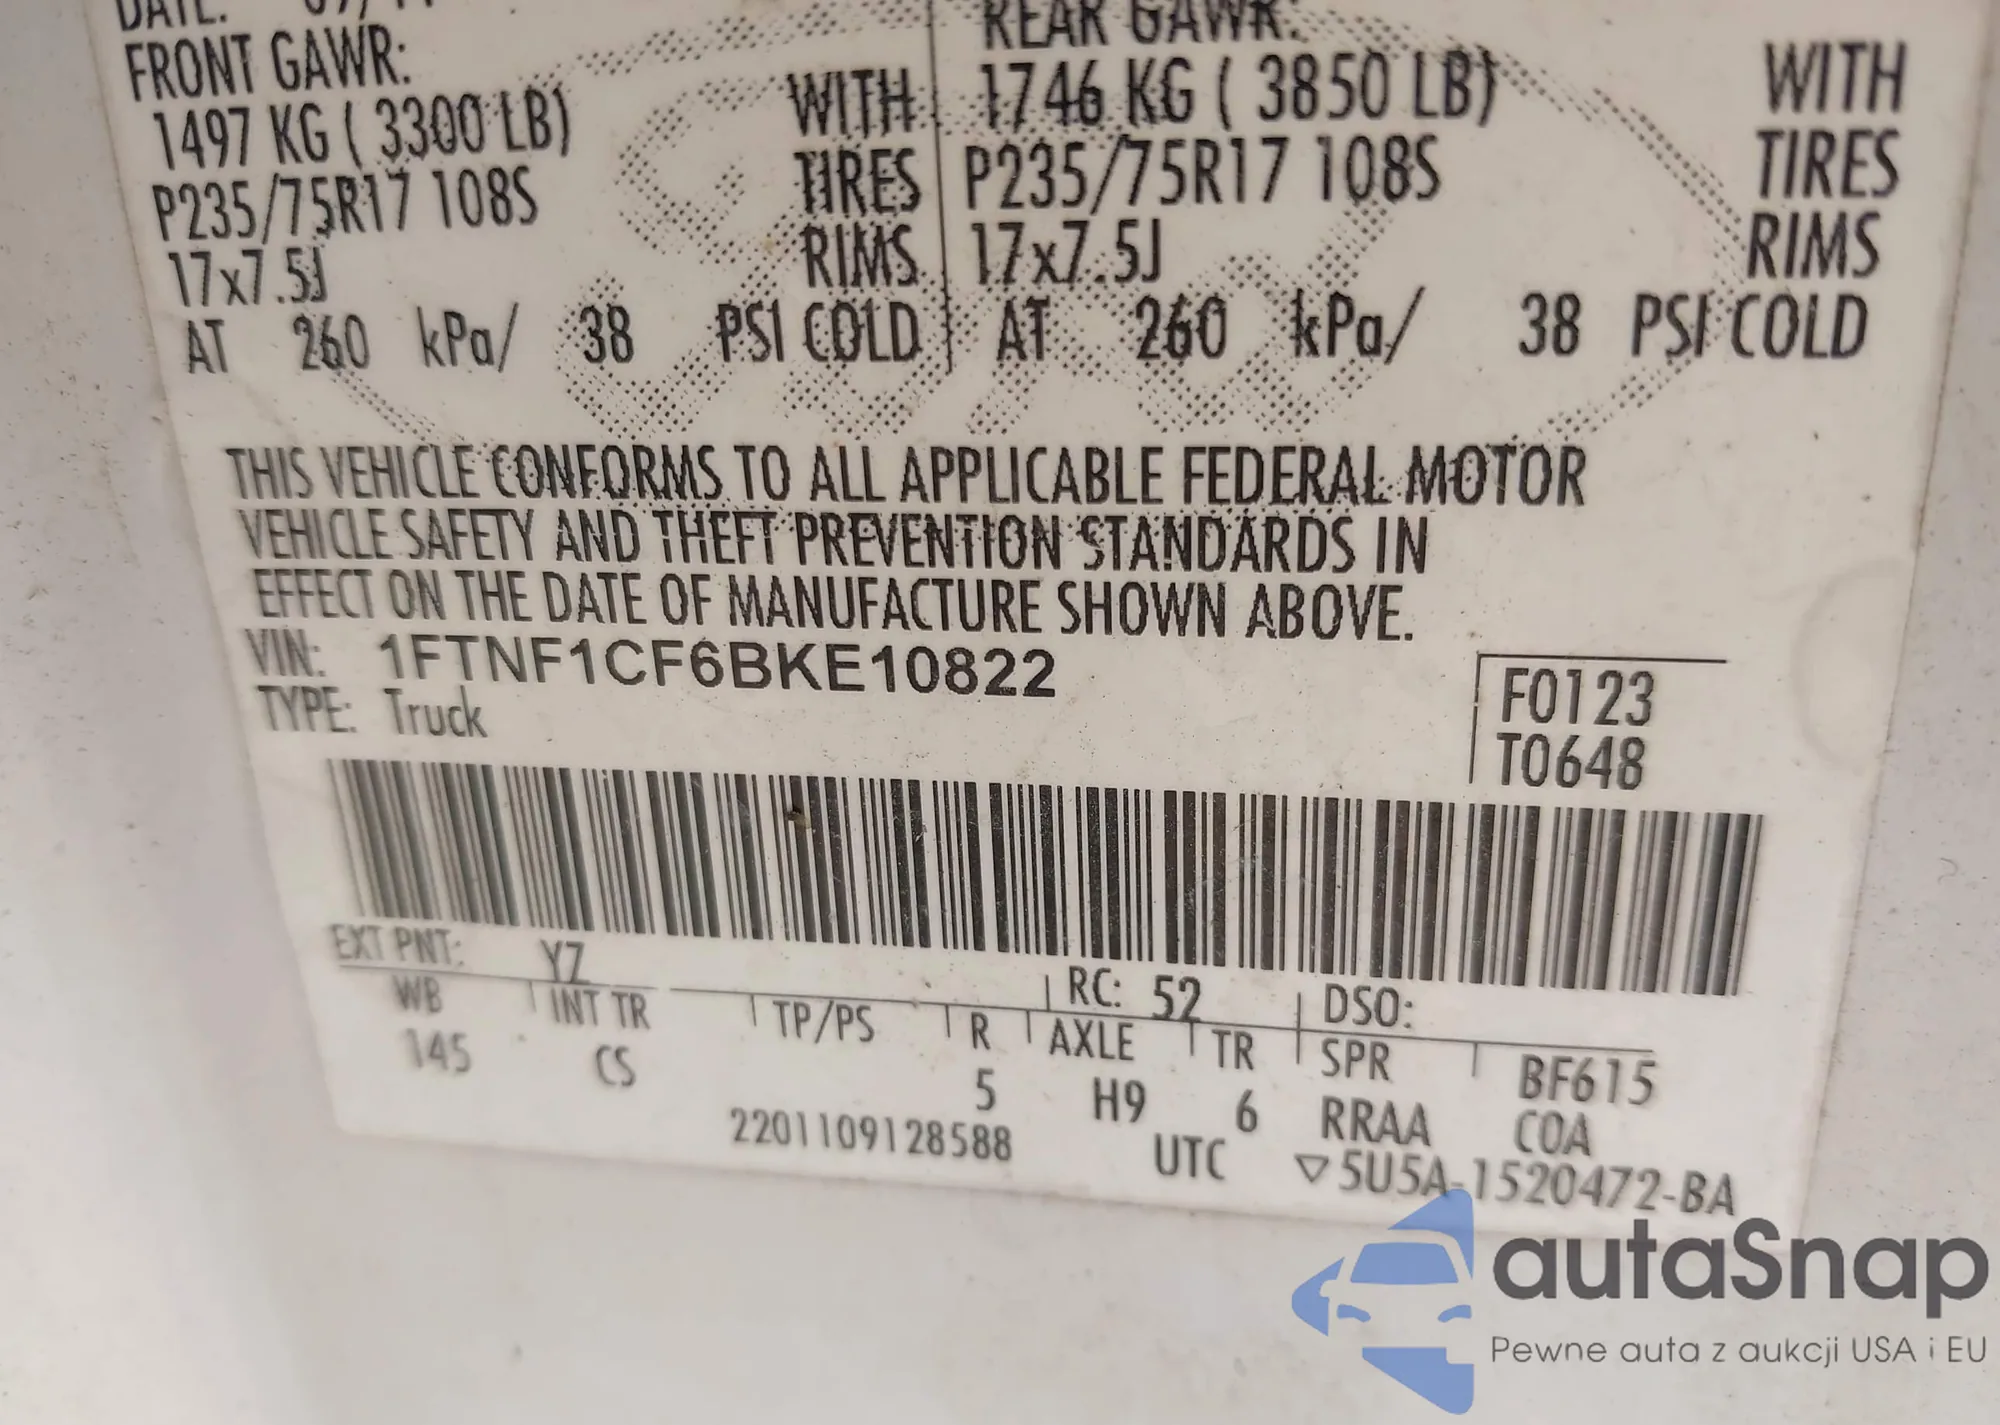 DATE:
FRONT GAWR:
1497 KG ( 3300 LB) WITH
P235/75R17 108S TIRES
17x7.5J RIMS
AT 260 kPa/ 38 PSI COLD
REAR GAWR:
1746 KG ( 3850 LB) WITH
P235/75R17 108S TIRES
17x7.5J RIMS
AT 260 kPa/ 38 PSI COLD
THIS VEHICLE CONFORMS TO ALL APPLICABLE FEDERAL MOTOR
VEHICLE SAFETY AND THEFT PREVENTION STANDARDS IN
EFFECT ON THE DATE OF MANUFACTURE SHOWN ABOVE.
VIN: 1FTNF1CF6BKE10822
TYPE: Truck
F0123
T0648
EXT PNT: YZ RC: 52 DSO:
WB INT TR TP/PS R AXLE TR SPR BF615
145 CS 5 H9 6 RRAA COA
2201109128588 UTC ▽5U5A-1520472-BA
autaSnap
Pewne auta z aukcji USA i EU